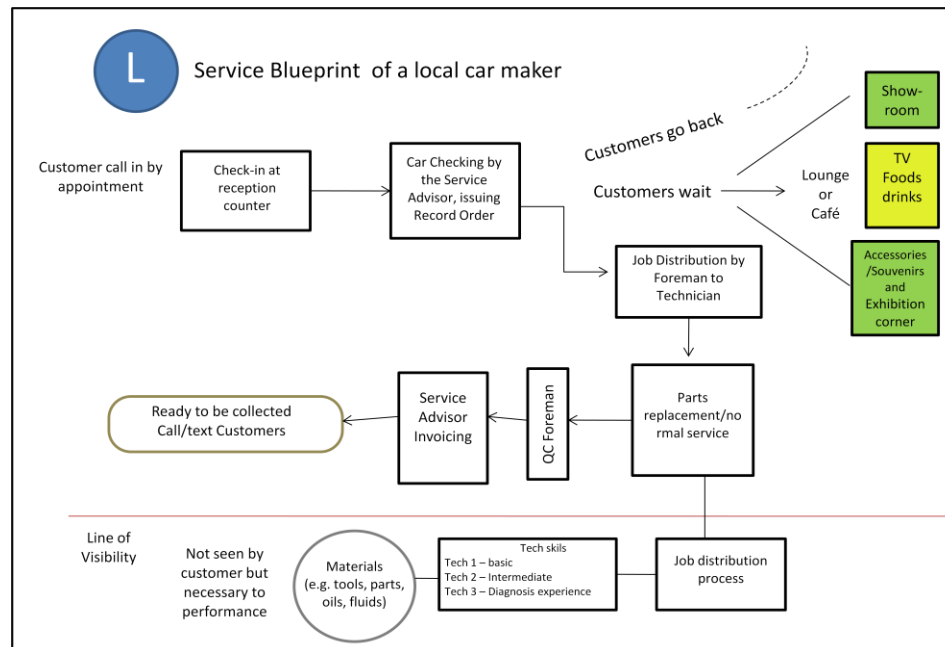 L
Service Blueprint of a local car maker
Customer call in by
appointment
Check-in at
reception
counter
Car Checking by
the Service
Advisor, issuing
Record Order
Customers go back
Customers wait
Lounge
or
Café
Show-
room
TV
Foods
drinks
Accessories
/Souvenirs
and
Exhibition
corner
Job Distribution by
Foreman to
Technician
Parts
replacement/no
rmal service
QC Foreman
Service
Advisor
Invoicing
Ready to be collected
Call/text Customers
Line of
Visibility
Not seen by
customer but
necessary to
performance
Materials
(e.g. tools, parts,
oils, fluids)
Tech skils
Tech 1 – basic
Tech 2 – Intermediate
Tech 3 – Diagnosis experience
Job distribution
process